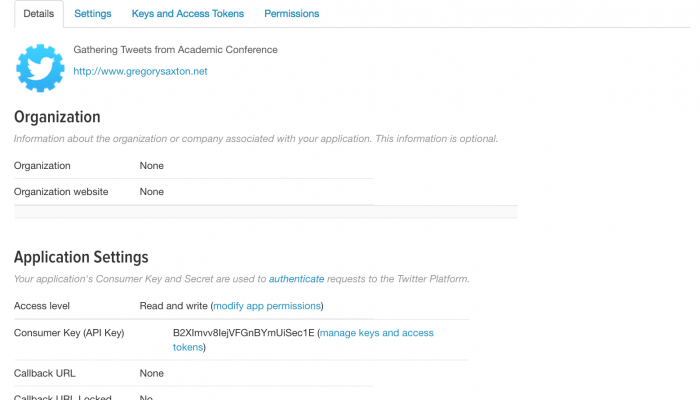 Details Settings Keys and Access Tokens Permissions
Gathering Tweets from Academic Conference
http://www.gregorysaxton.net
Organization
Information about the organization or company associated with your application. This information is optional.
Organization None
Organization website None
Application Settings
Your application's Consumer Key and Secret are used to authenticate requests to the Twitter Platform.
Access level Read and write (modify app permissions)
Consumer Key (API Key) B2XImvv8IejVFGnBYmUiSec1E (manage keys and access
tokens)
Callback URL None
Callback URL Locked No